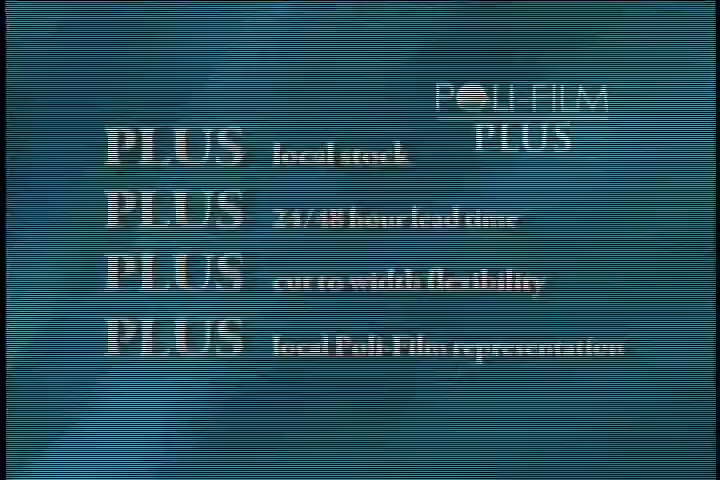 POLI-FILM
PLUS
PLUS local stock
PLUS 24/48 hour lead time
PLUS cut to width flexibility
PLUS local Poli-Film representation